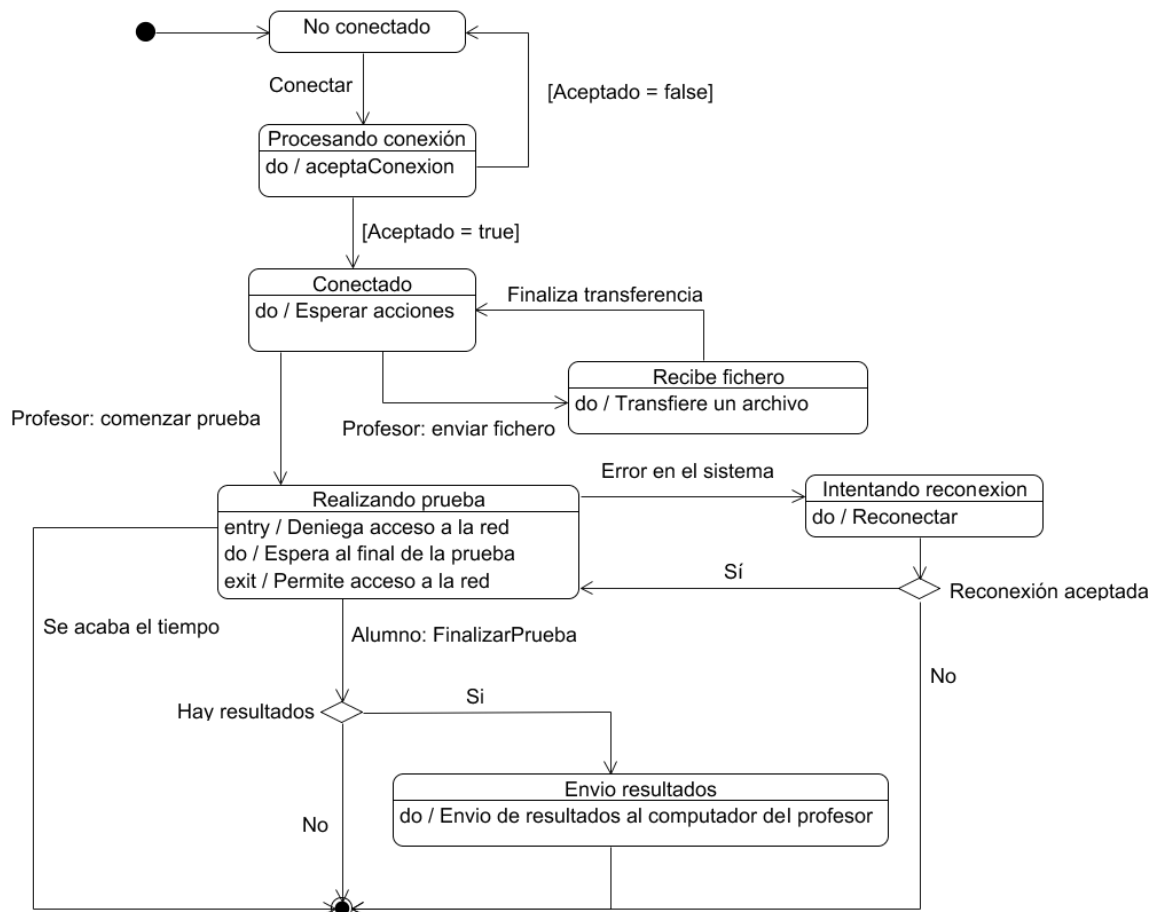 No conectado
Conectar
[Aceptado = false]
Procesando conexión
do / aceptaConexion
[Aceptado = true]
Conectado
do / Esperar acciones
Finaliza transferencia
Recibe fichero
do / Transfiere un archivo
Profesor: comenzar prueba
Profesor: enviar fichero
Error en el sistema
Intentando reconexion
do / Reconectar
Realizando prueba
entry / Deniega acceso a la red
do / Espera al final de la prueba
exit / Permite acceso a la red
Sí
Reconexión aceptada
Se acaba el tiempo
Alumno: FinalizarPrueba
No
Hay resultados
Si
Envio resultados
do / Envio de resultados al computador del profesor
No